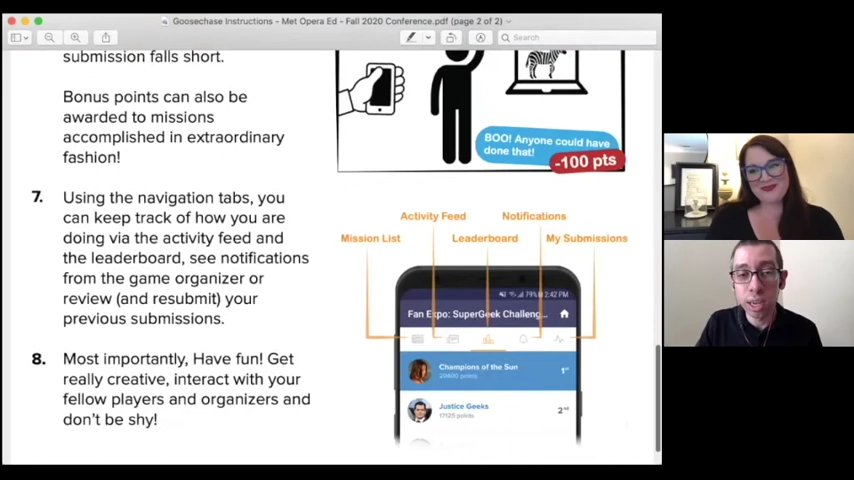 Goosechase Instructions - Met Opera Ed - Fall 2020 Conference.pdf (page 2 of 2)
Search
submission falls short.
Bonus points can also be
awarded to missions
accomplished in extraordinary
fashion!
BOO! Anyone could have
done that!
-100 pts
7. Using the navigation tabs, you
can keep track of how you are
doing via the activity feed and
the leaderboard, see notifications
from the game organizer or
review (and resubmit) your
previous submissions.
Activity Feed
Notifications
Mission List
Leaderboard
My Submissions
79% 2:42 PM
Fan Expo: SuperGeek Challeng...
Champions of the Sun
20400 points
1st
Justice Geeks
17125 points
2nd
8. Most importantly, Have fun! Get
really creative, interact with your
fellow players and organizers and
don't be shy!